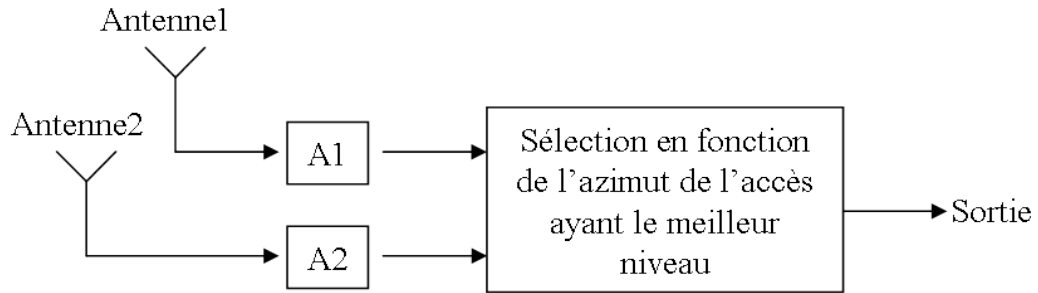 Antenne1
Antenne2
A1
A2
Sélection en fonction
de l'azimut de l'accès
ayant le meilleur
niveau
Sortie